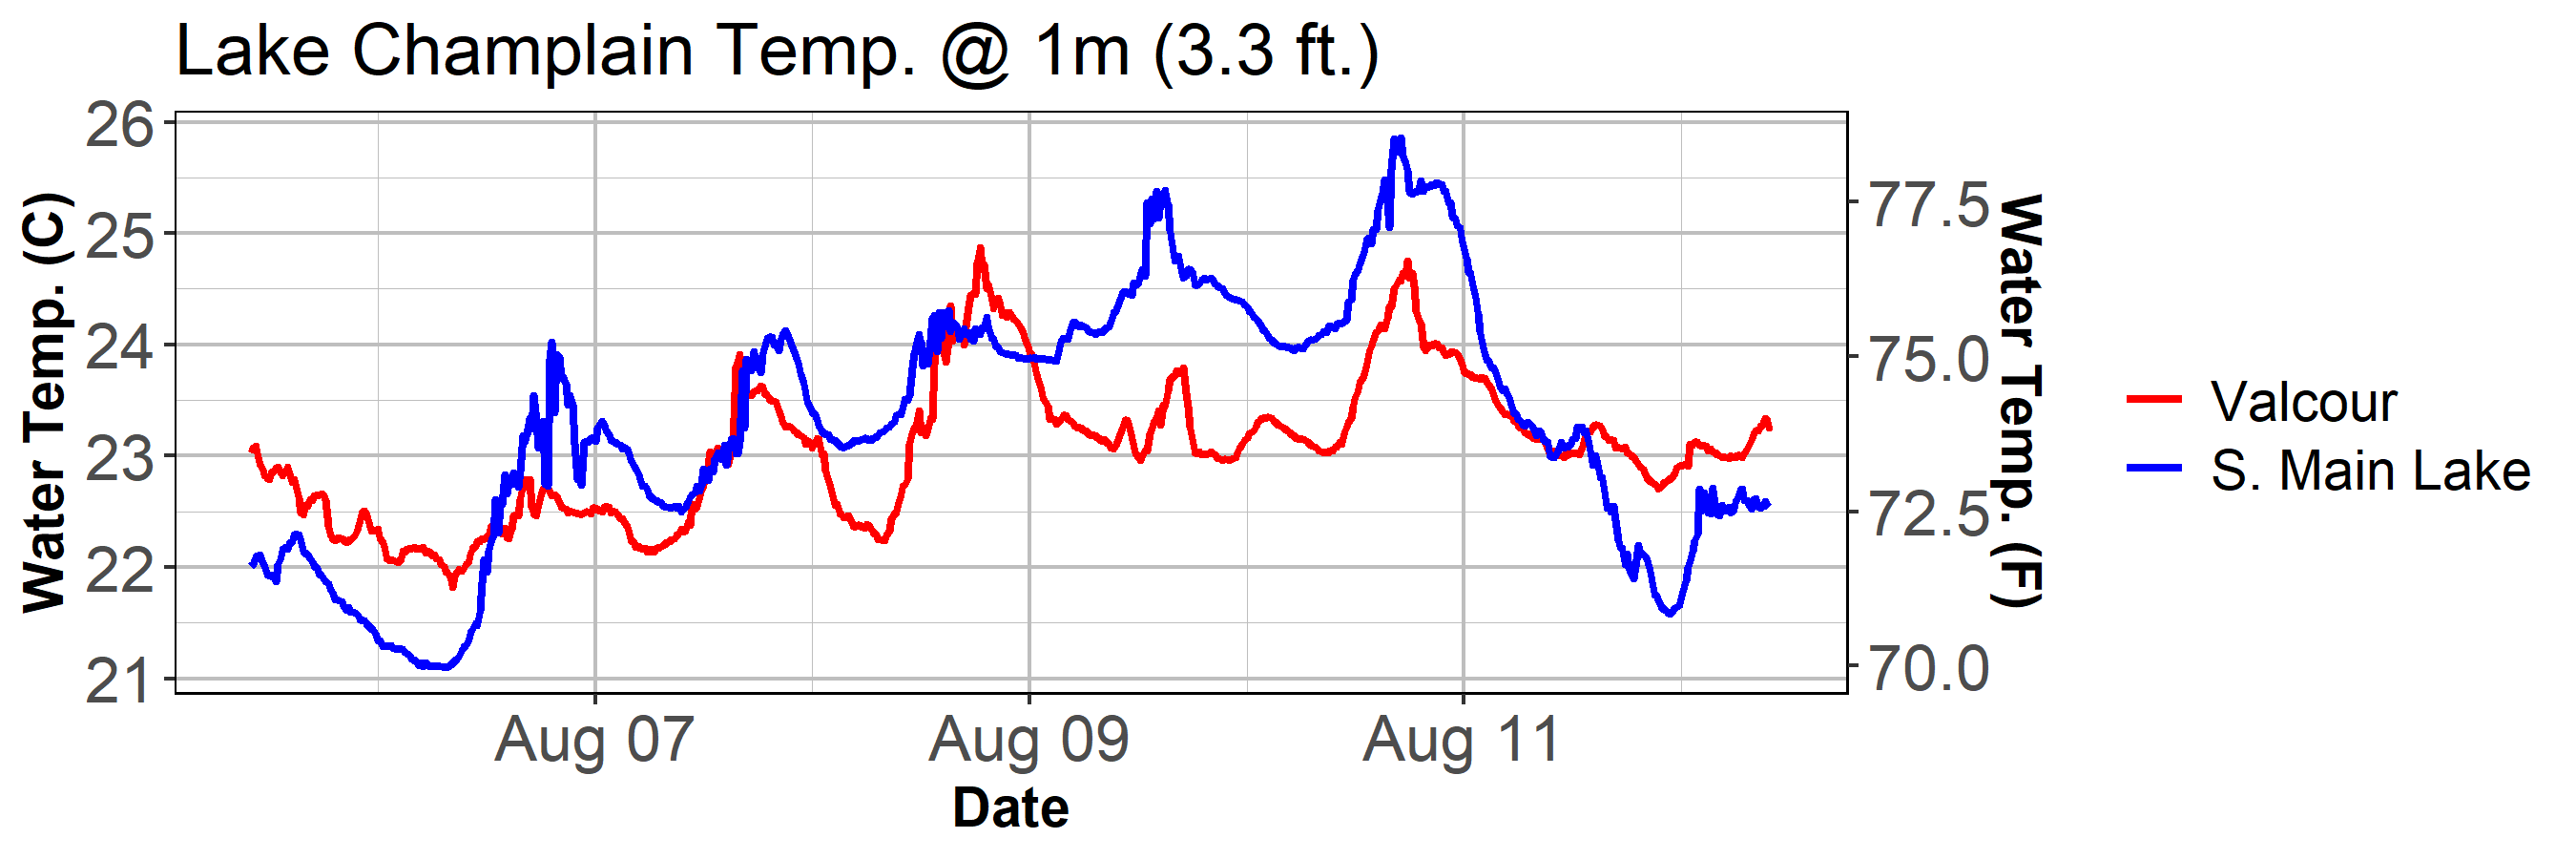 Lake Champlain Temp. @ 1m (3.3 ft.)
26
25
24
23
22
21
Water Temp. (C)
77.5
75.0
72.5
70.0
Water Temp. (F)
Aug 07
Aug 09
Aug 11
Date
Valcour
S. Main Lake